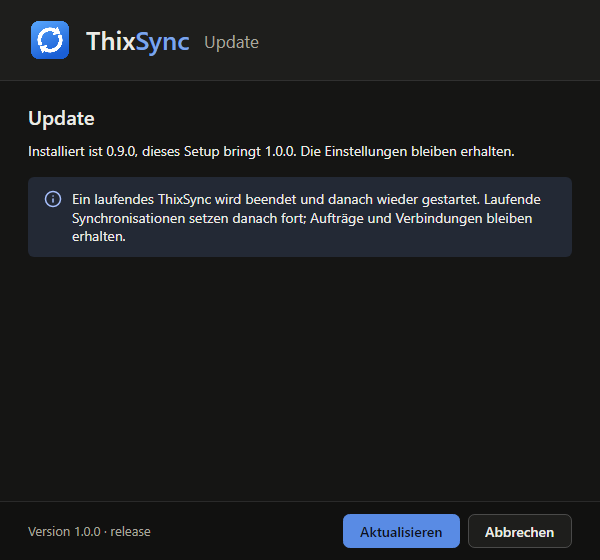 ThixSync Update
Update
Installiert ist 0.9.0, dieses Setup bringt 1.0.0. Die Einstellungen bleiben erhalten.
Ein laufendes ThixSync wird beendet und danach wieder gestartet. Laufende
Synchronisationen setzen danach fort; Aufträge und Verbindungen bleiben
erhalten.
Version 1.0.0 · release
Aktualisieren
Abbrechen